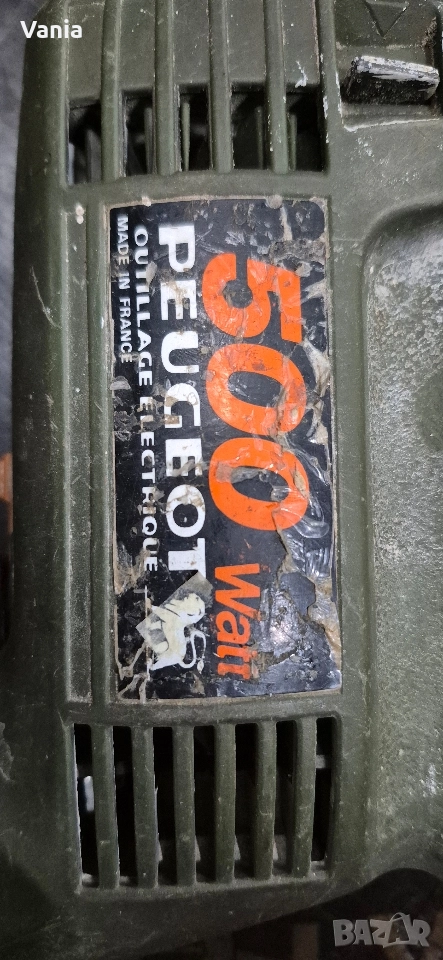 Vania
500 Watt
PEUGEOT
OUTILLAGE ELECTRIQUE
MADE IN FRANCE
BAZAR